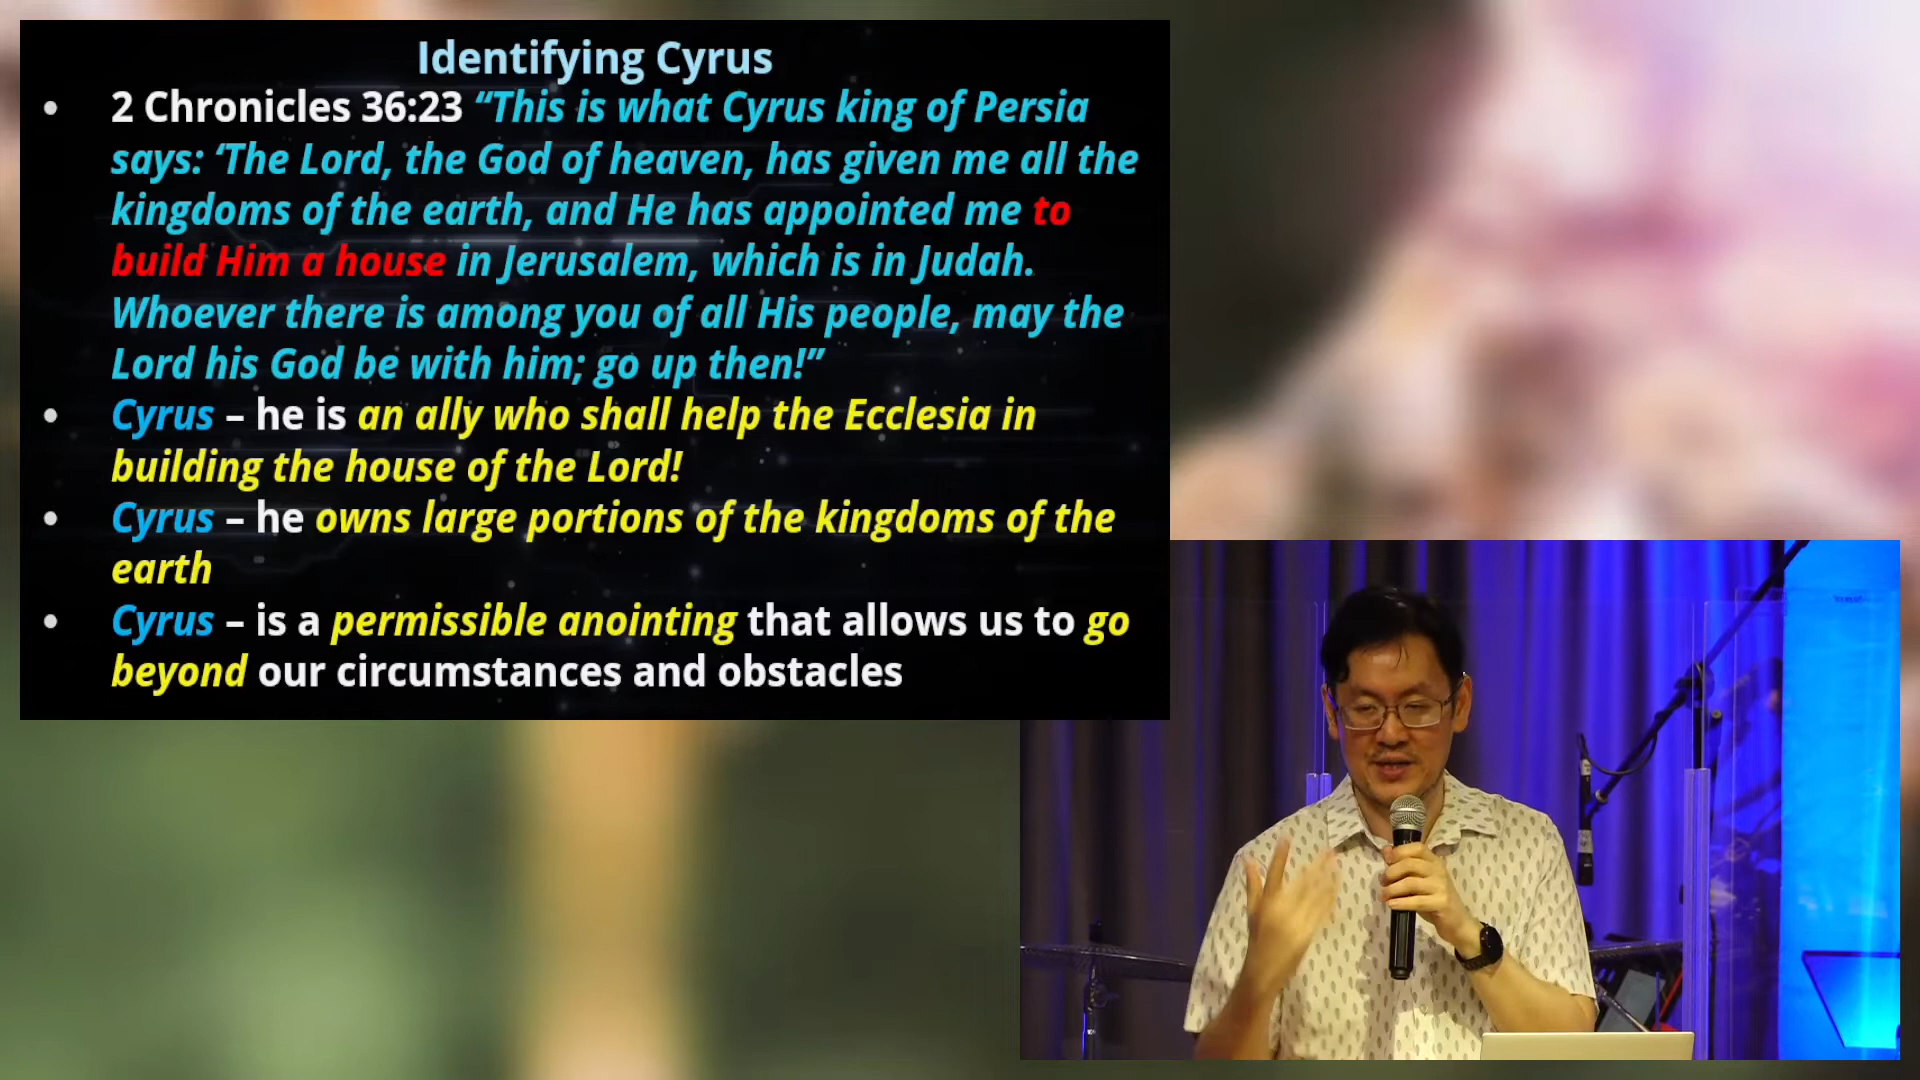 Identifying Cyrus
• 2 Chronicles 36:23 “This is what Cyrus king of Persia
says: ‘The Lord, the God of heaven, has given me all the
kingdoms of the earth, and He has appointed me to
build Him a house in Jerusalem, which is in Judah.
Whoever there is among you of all His people, may the
Lord his God be with him; go up then!”
• Cyrus – he is an ally who shall help the Ecclesia in
building the house of the Lord!
• Cyrus – he owns large portions of the kingdoms of the
earth
• Cyrus – is a permissible anointing that allows us to go
beyond our circumstances and obstacles